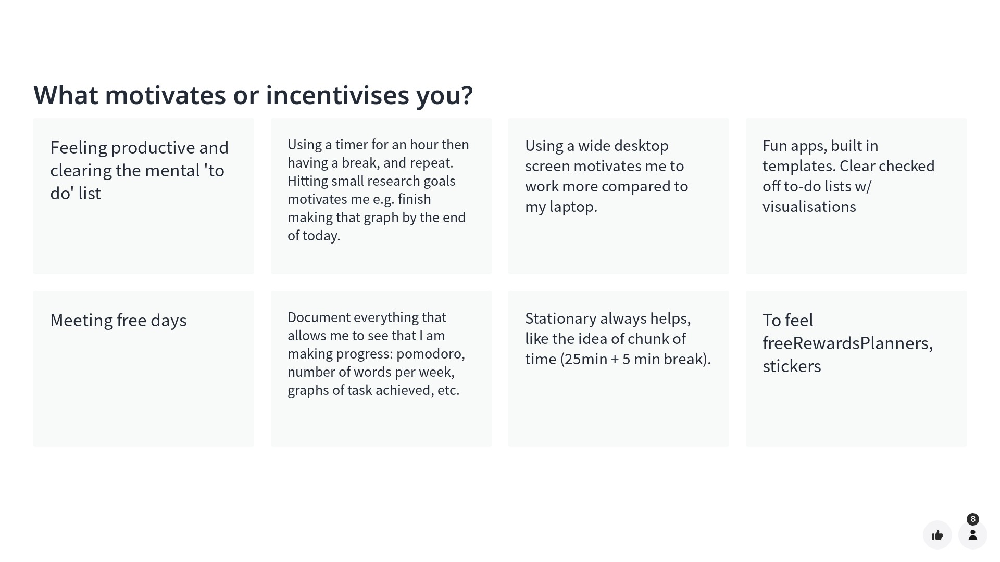 What motivates or incentivises you?
Feeling productive and
clearing the mental 'to
do' list
Using a timer for an hour then
having a break, and repeat.
Hitting small research goals
motivates me e.g. finish
making that graph by the end
of today.
Using a wide desktop
screen motivates me to
work more compared to
my laptop.
Fun apps, built in
templates. Clear checked
off to-do lists w/
visualisations
Meeting free days
Document everything that
allows me to see that I am
making progress: pomodoro,
number of words per week,
graphs of task achieved, etc.
Stationary always helps,
like the idea of chunk of
time (25min + 5 min break).
To feel
freeRewardsPlanners,
stickers
8